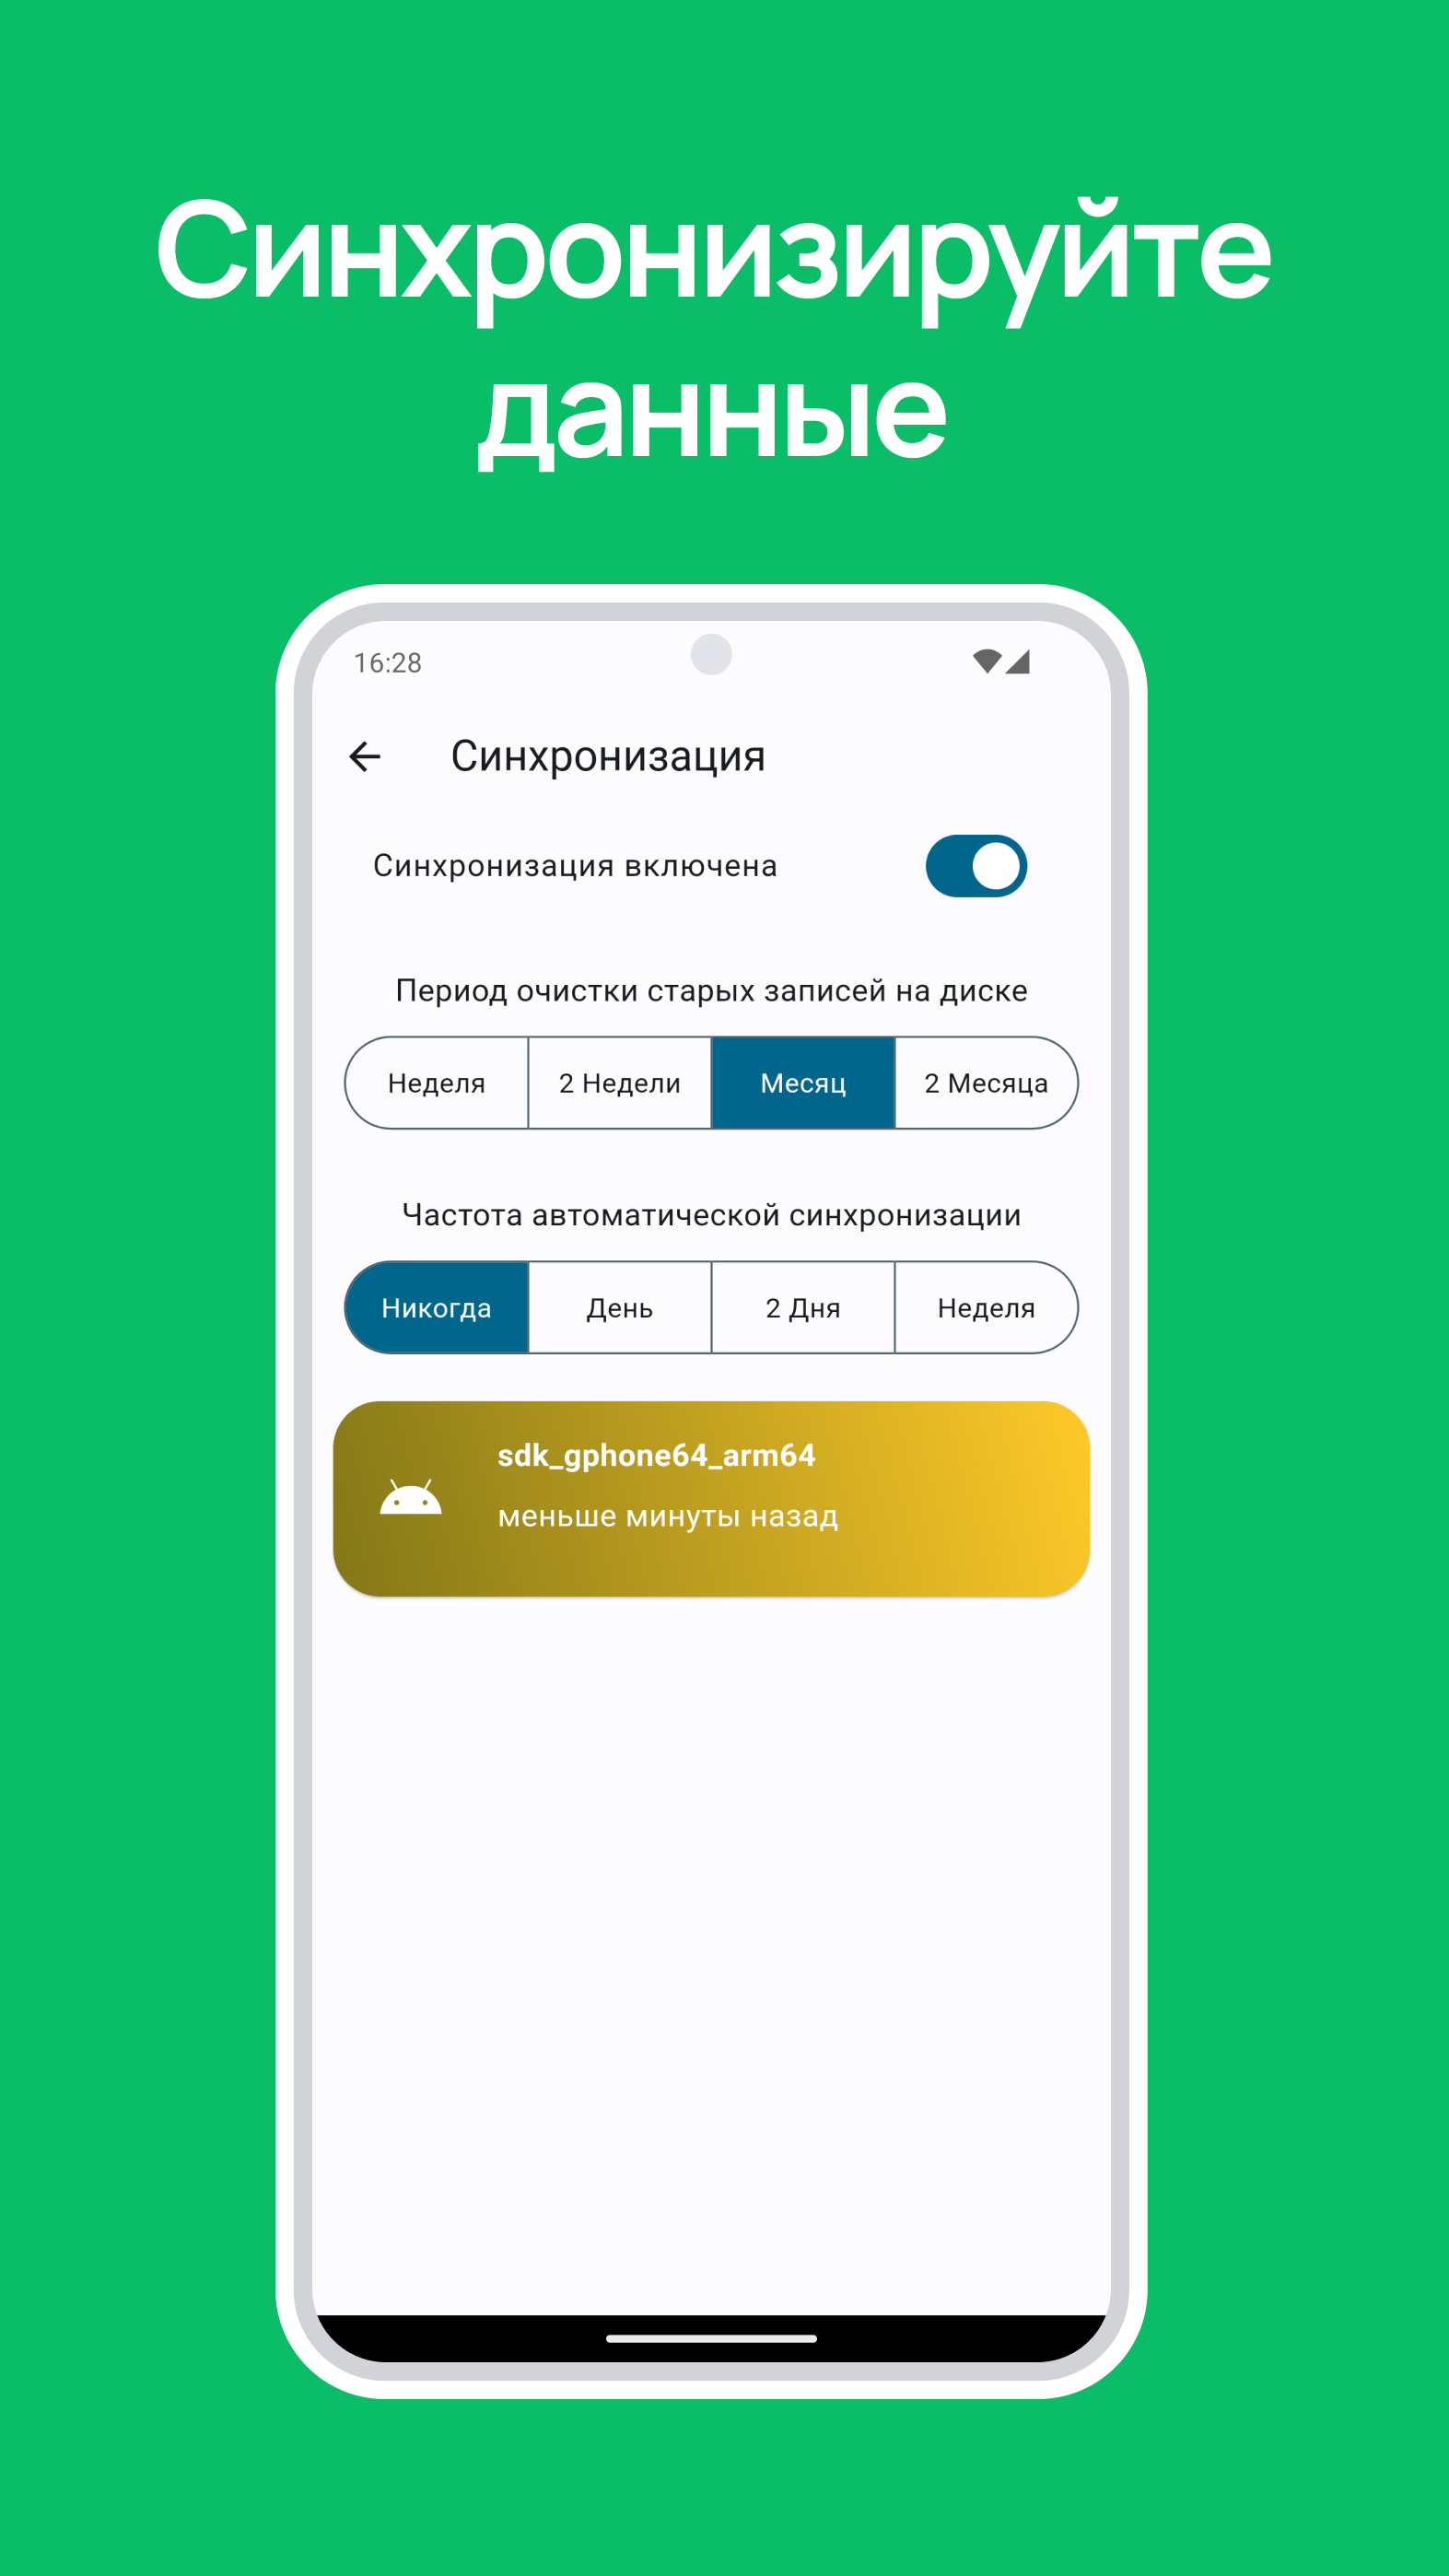 Синхронизируйте
данные
16:28
Синхронизация
Синхронизация включена
Период очистки старых записей на диске
Неделя 2 Недели Месяц 2 Месяца
Частота автоматической синхронизации
Никогда День 2 Дня Неделя
sdk_gphone64_arm64
меньше минуты назад